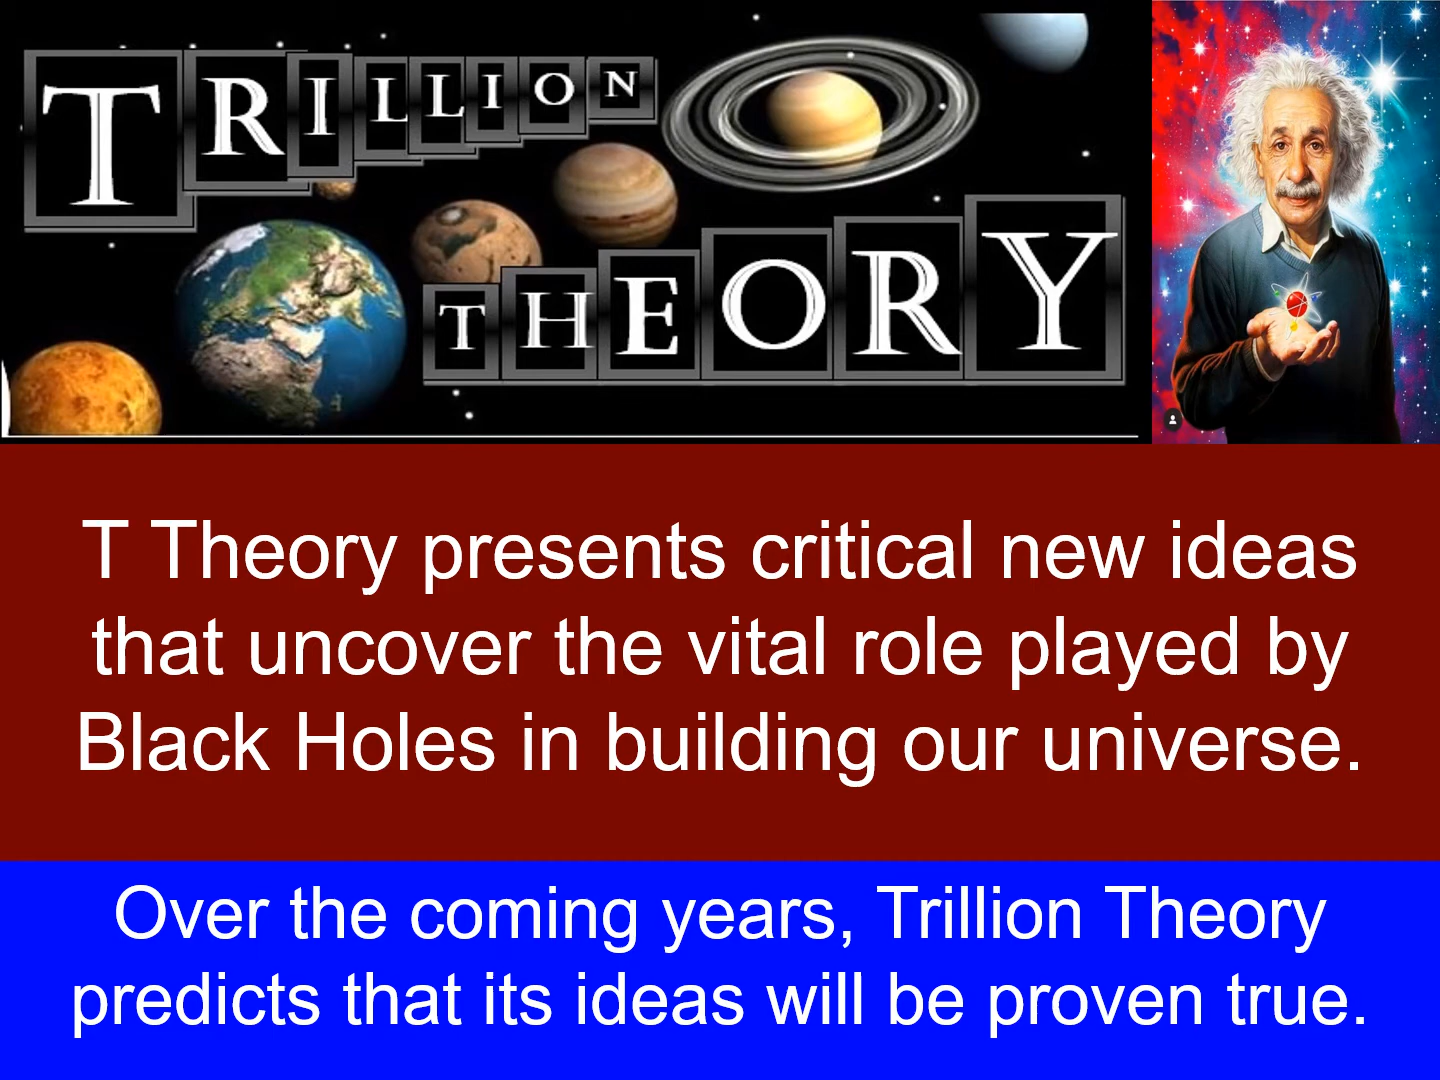 TRILLION
THEORY
T Theory presents critical new ideas
that uncover the vital role played by
Black Holes in building our universe.
Over the coming years, Trillion Theory
predicts that its ideas will be proven true.